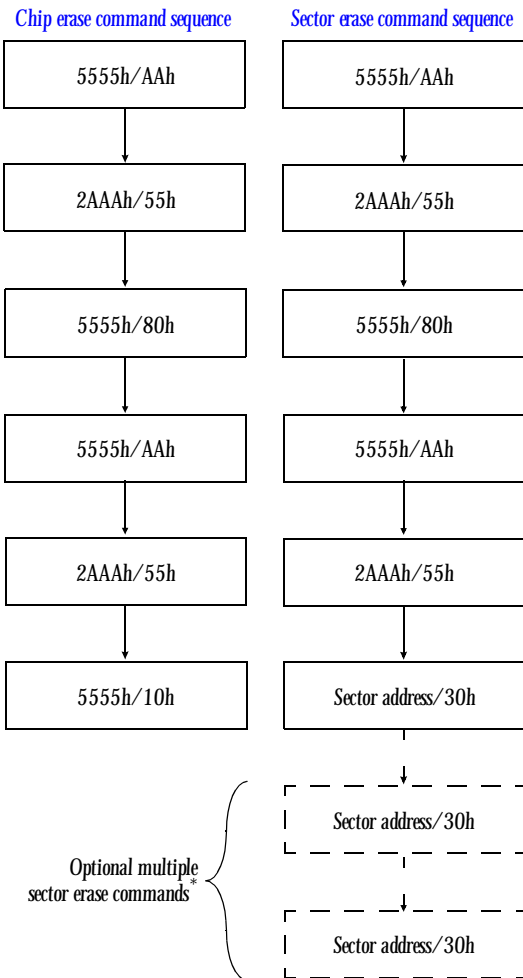 Chip erase command sequence
5555h/AAh
2AAAh/55h
5555h/80h
5555h/AAh
2AAAh/55h
5555h/10h
Sector erase command sequence
5555h/AAh
2AAAh/55h
5555h/80h
5555h/AAh
2AAAh/55h
Sector address/30h
Sector address/30h
Sector address/30h
Optional multiple
sector erase commands*